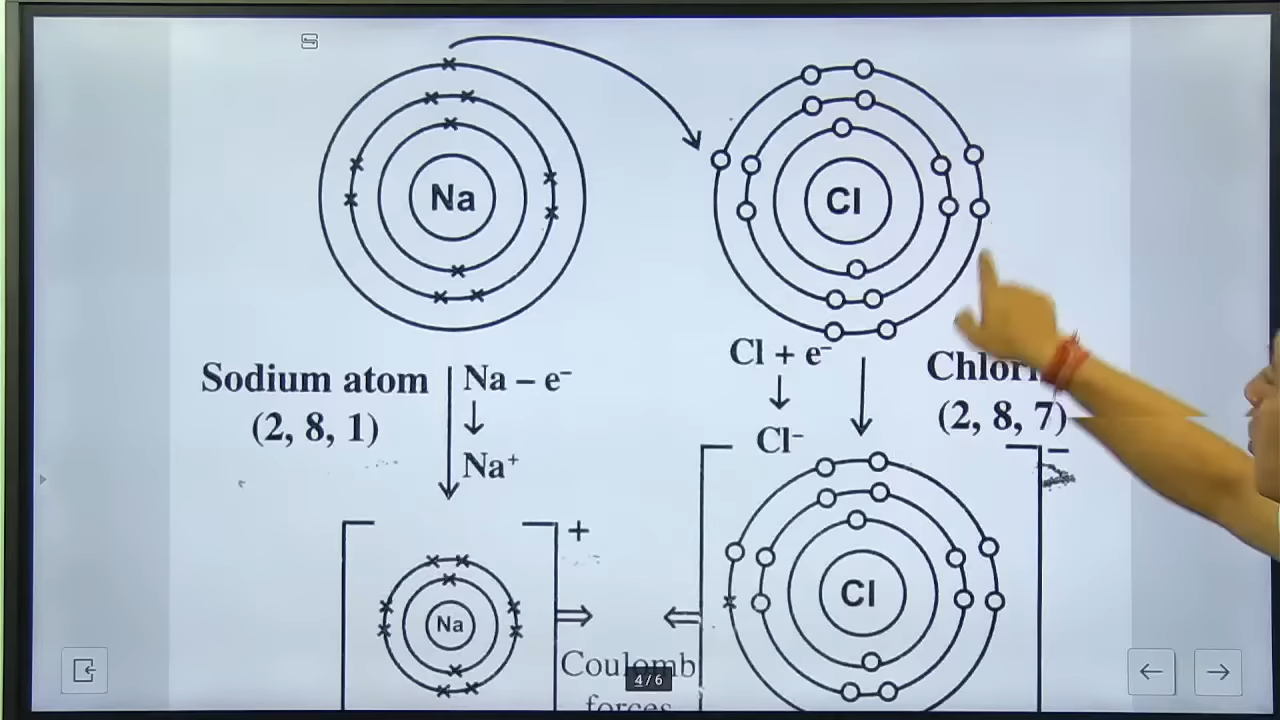 Na
Cl
Sodium atom
(2, 8, 1)
Na – e⁻
↓
Na⁺
Cl + e⁻
↓
Cl⁻
(2, 8, 7)
+
–
Na
Cl
Coulomb
forces
4 / 6